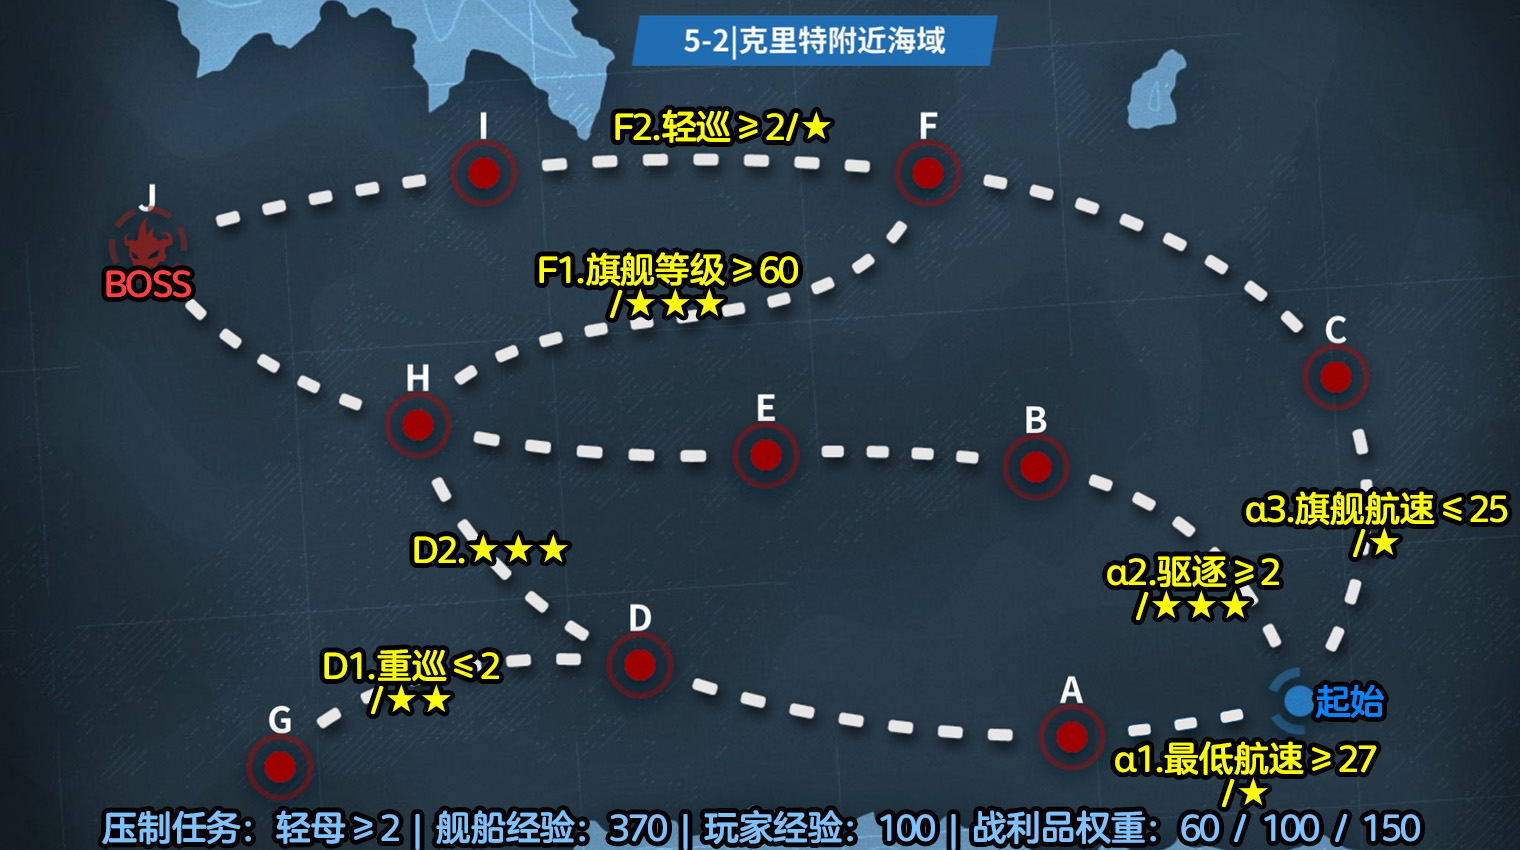 5-2|克里特附近海域
I
F2.轻巡≥2/★
F
J
BOSS
F1.旗舰等级≥60
/★★★
C
H
E
B
α3.旗舰航速≤25
/★
D2.★★★
α2.驱逐≥2
/★★★
D
D1.重巡≤2
/★★
A
起始
G
α1.最低航速≥27
/★
压制任务：轻母≥2 | 舰船经验：370 | 玩家经验：100 | 战利品权重：60 / 100 / 150